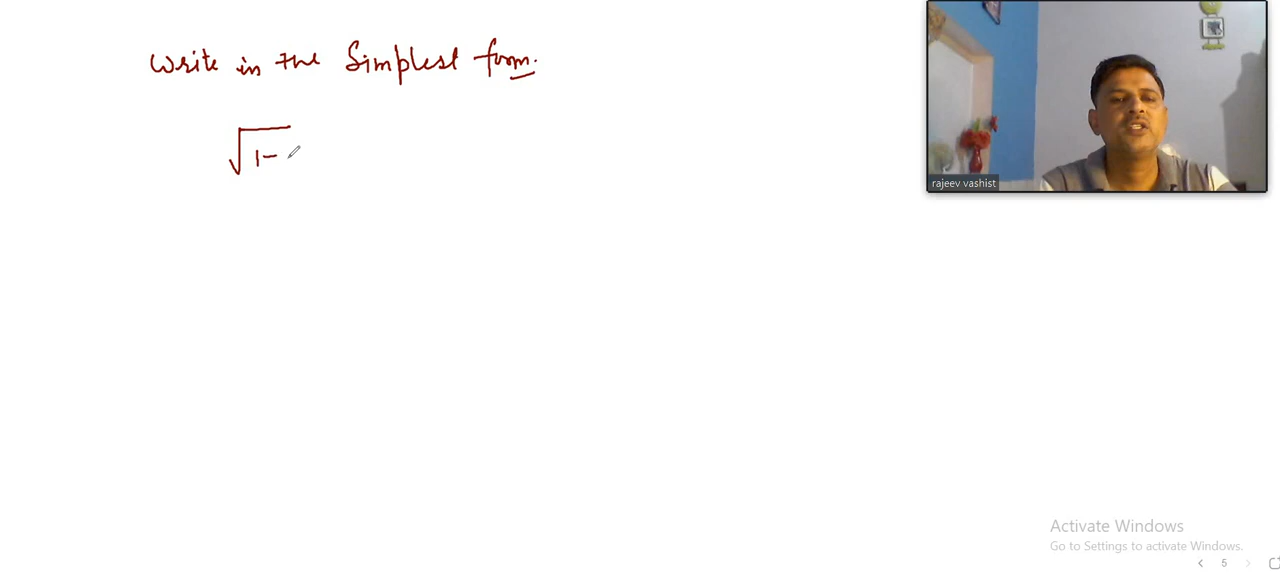 Write in the Simplest form.
√1-
rajeev vashist
Activate Windows
Go to Settings to activate Windows.
5